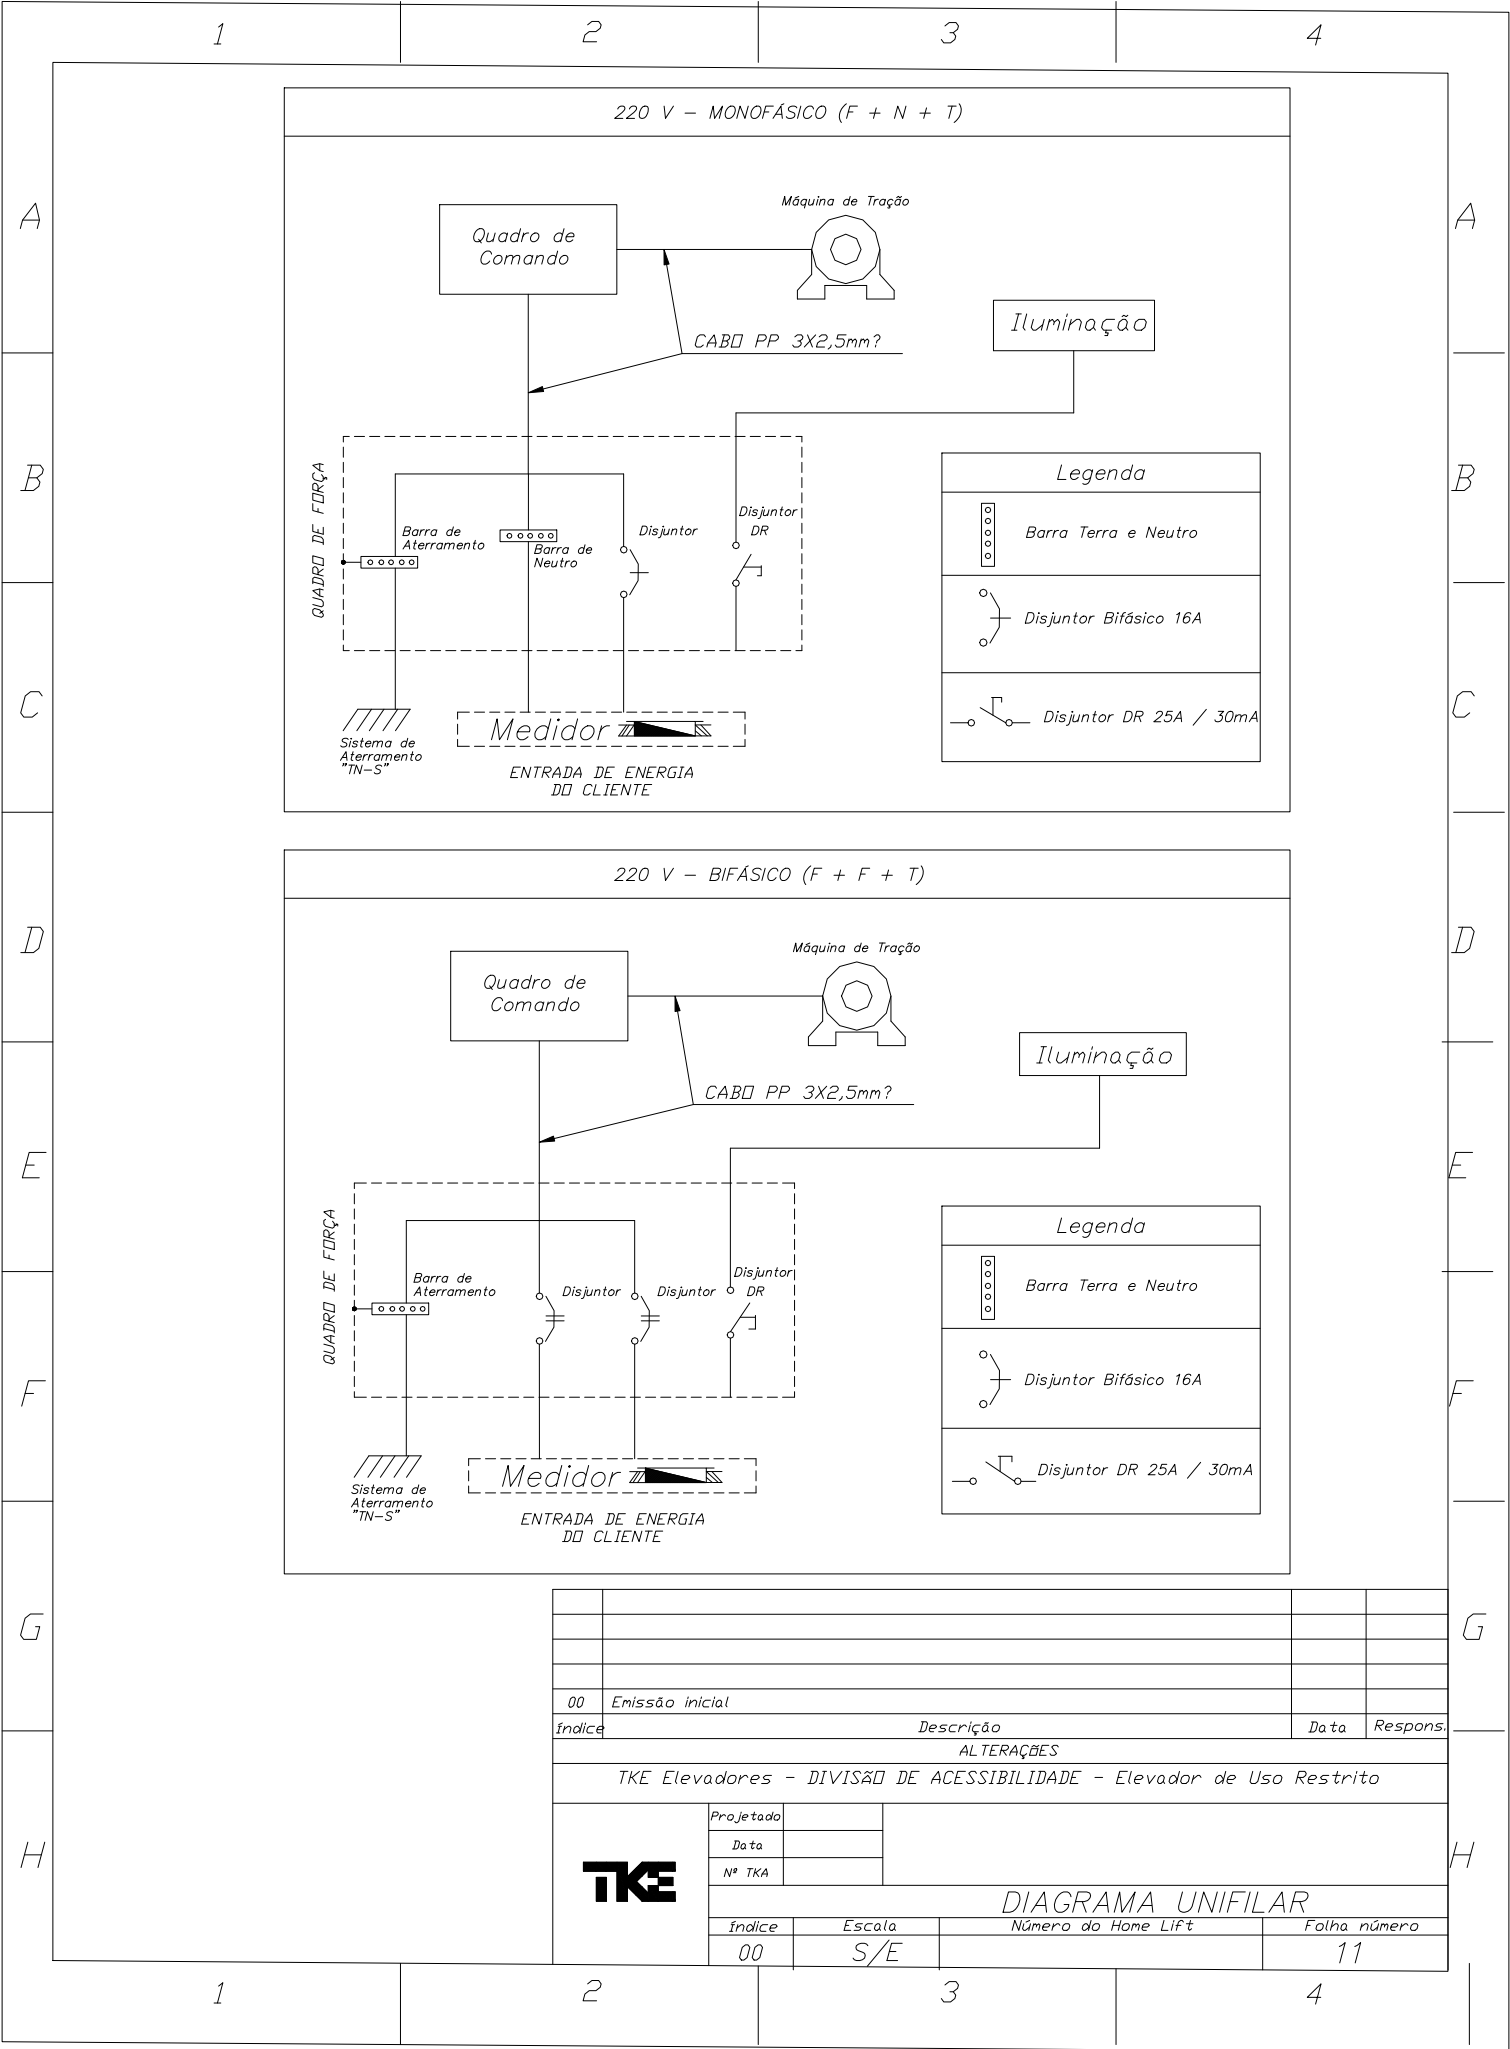 1 2 3 4
220 V - MONOFÁSICO (F + N + T)
A A
Máquina de Tração
Quadro de
Comando
Iluminação
CABO PP 3X2,5mm?
B B
QUADRO DE FORÇA
Legenda
Disjuntor
DR
Barra de
Aterramento
Disjuntor
Barra de
Neutro
Barra Terra e Neutro
Disjuntor Bifásico 16A
C C
Disjuntor DR 25A / 30mA
Medidor
Sistema de
Aterramento
"TN-S"
ENTRADA DE ENERGIA
DO CLIENTE
220 V - BIFÁSICO (F + F + T)
D D
Máquina de Tração
Quadro de
Comando
Iluminação
CABO PP 3X2,5mm?
E E
QUADRO DE FORÇA
Legenda
Disjuntor
DR
Barra de
Aterramento
Disjuntor
Disjuntor
Barra Terra e Neutro
Disjuntor Bifásico 16A
F F
Disjuntor DR 25A / 30mA
Medidor
Sistema de
Aterramento
"TN-S"
ENTRADA DE ENERGIA
DO CLIENTE
G G
00 Emissão inicial
Índice Descrição Data Respons.
ALTERAÇÕES
TKE Elevadores - DIVISÃO DE ACESSIBILIDADE - Elevador de Uso Restrito
H H
Projetado
Data
Nº TKA
TKE
DIAGRAMA UNIFILAR
Índice Escala Número do Home Lift Folha número
00 S/E 11
1 2 3 4